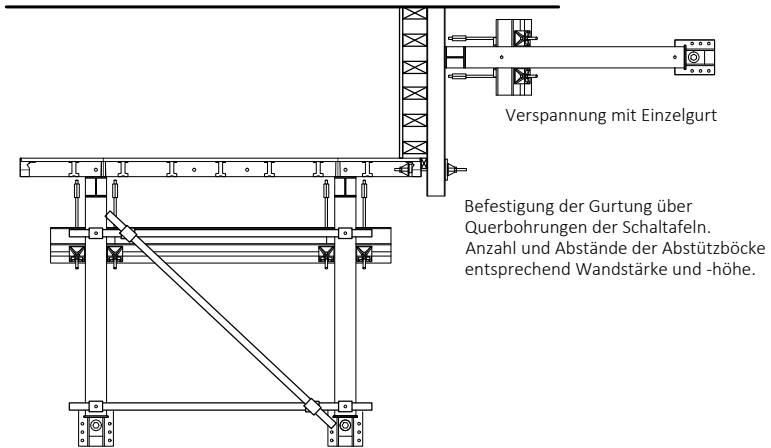 Verspannung mit Einzelgurt
Befestigung der Gurtung über
Querbohrungen der Schaltafeln.
Anzahl und Abstände der Abstützböcke
entsprechend Wandstärke und -höhe.